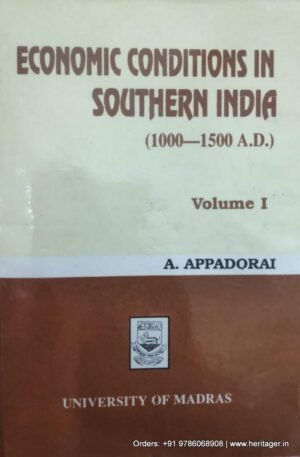 ECONOMIC CONDITIONS IN
SOUTHERN INDIA
(1000—1500 A.D.)
Volume I
A. APPADORAI
UNIVERSITY OF MADRAS
Orders: +91 9786068908 | www.heritager.in